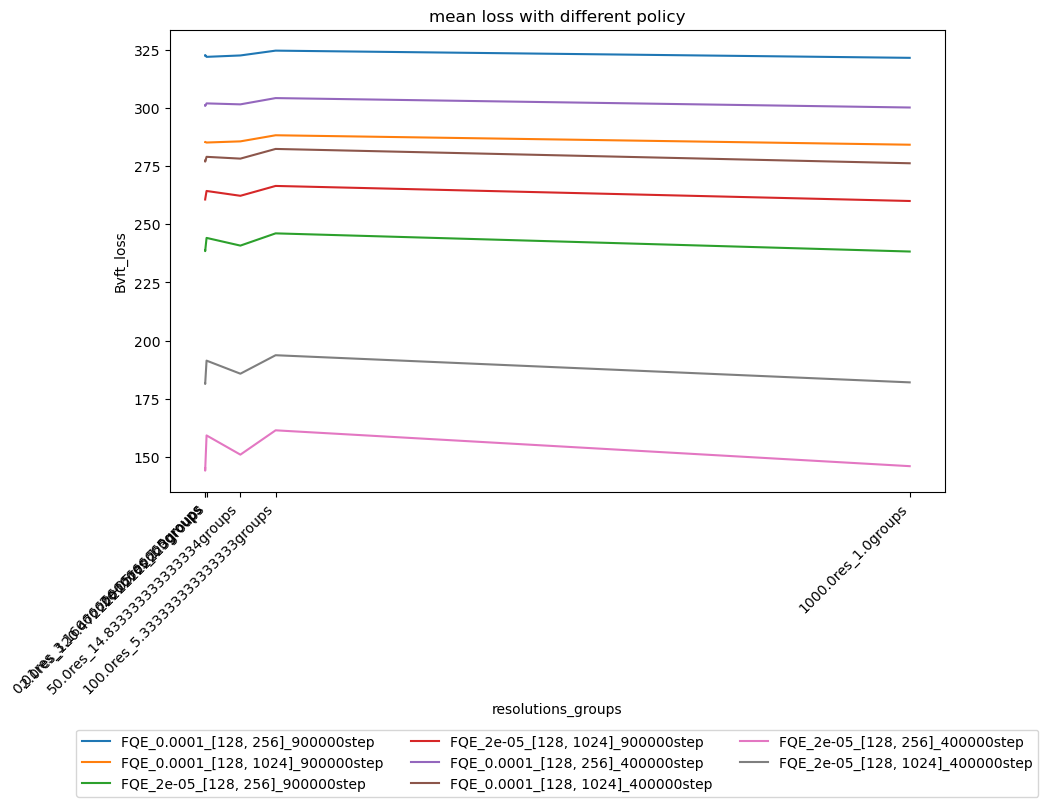 mean loss with different policy
325
300
275
250
225
200
175
150
Bvft_loss
50.0res_14.833333333333334groups
100.0res_5.333333333333333groups
1000.0res_1.0groups
resolutions_groups
FQE_0.0001_[128, 256]_900000step
FQE_0.0001_[128, 1024]_900000step
FQE_2e-05_[128, 256]_900000step
FQE_2e-05_[128, 1024]_900000step
FQE_0.0001_[128, 256]_400000step
FQE_0.0001_[128, 1024]_400000step
FQE_2e-05_[128, 256]_400000step
FQE_2e-05_[128, 1024]_400000step